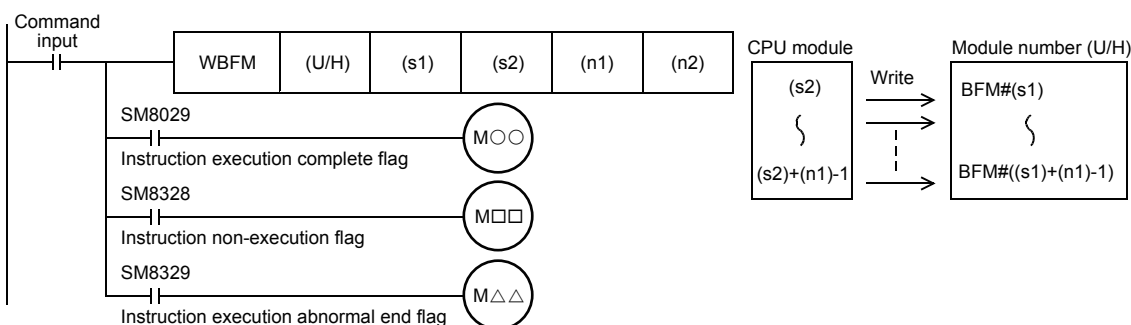 Command
input
WBFM (U/H) (s1) (s2) (n1) (n2)
SM8029
M○○
Instruction execution complete flag
SM8328
M□□
Instruction non-execution flag
SM8329
M△△
Instruction execution abnormal end flag
CPU module
(s2)
(s2)+(n1)-1
Write
Module number (U/H)
BFM#(s1)
BFM#((s1)+(n1)-1)